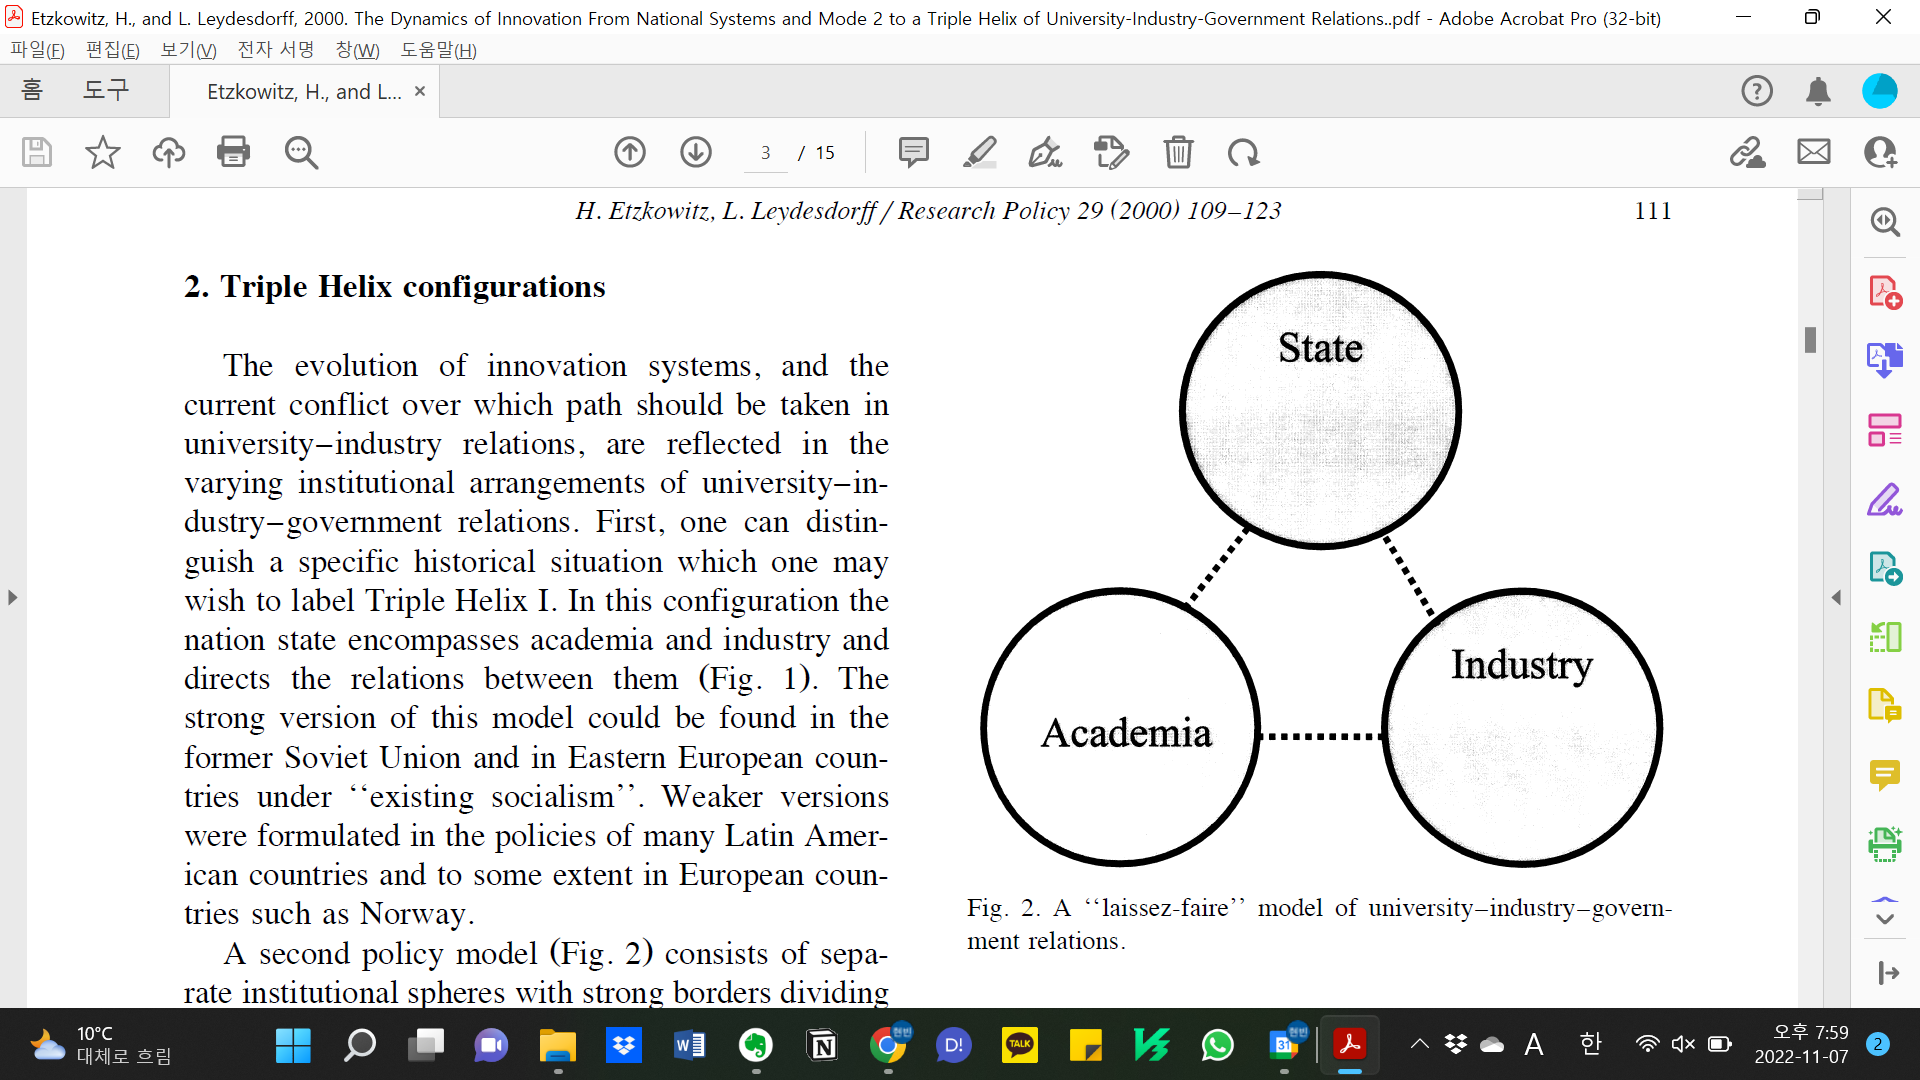 Etzkowitz, H., and L. Leydesdorff, 2000. The Dynamics of Innovation From National Systems and Mode 2 to a Triple Helix of University-Industry-Government Relations..pdf - Adobe Acrobat Pro (32-bit)
파일(F) 편집(E) 보기(V) 전자 서명 창(W) 도움말(H)
홈 도구 Etzkowitz, H., and L... ×
3 / 15
H. Etzkowitz, L. Leydesdorff / Research Policy 29 (2000) 109–123 111
2. Triple Helix configurations
The evolution of innovation systems, and the
current conflict over which path should be taken in
university–industry relations, are reflected in the
varying institutional arrangements of university–in-
dustry–government relations. First, one can distin-
guish a specific historical situation which one may
wish to label Triple Helix I. In this configuration the
nation state encompasses academia and industry and
directs the relations between them (Fig. 1). The
strong version of this model could be found in the
former Soviet Union and in Eastern European coun-
tries under ‘‘existing socialism’’. Weaker versions
were formulated in the policies of many Latin Amer-
ican countries and to some extent in European coun-
tries such as Norway.
A second policy model (Fig. 2) consists of sepa-
rate institutional spheres with strong borders dividing
State
Academia
Industry
Fig. 2. A ‘‘laissez-faire’’ model of university–industry–govern-
ment relations.
10°C
대체로 흐림
현빈
D!
TALK
31
현빈
A 한
오후 7:59
2022-11-07
2